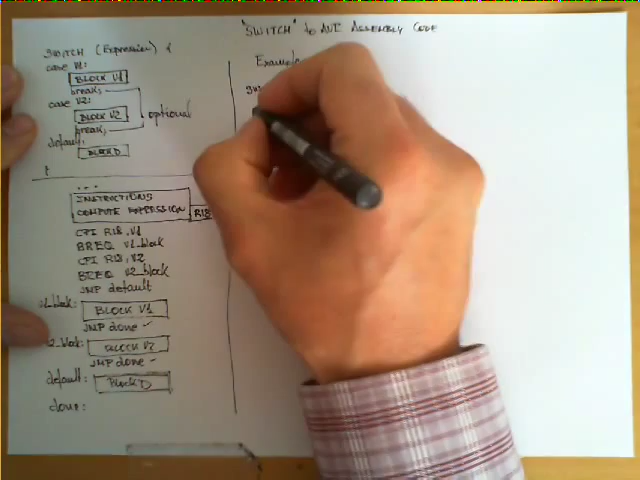 "SWITCH" to AVR ASSEMBLY CODE
SWITCH (Expression) {
case V1:
BLOCK V1
break;
case V2:
BLOCK V2
break;
optional
default:
BLOCK D
}
...
INSTRUCTIONS
COMPUTE EXPRESSION
R18
CPI R18, V1
BREQ V1_block
CPI R18, V2
BREQ V2_block
JMP default
V1_block:
BLOCK V1
JMP done
V2_block:
BLOCK V2
JMP done
default:
BLOCK D
done:
Example